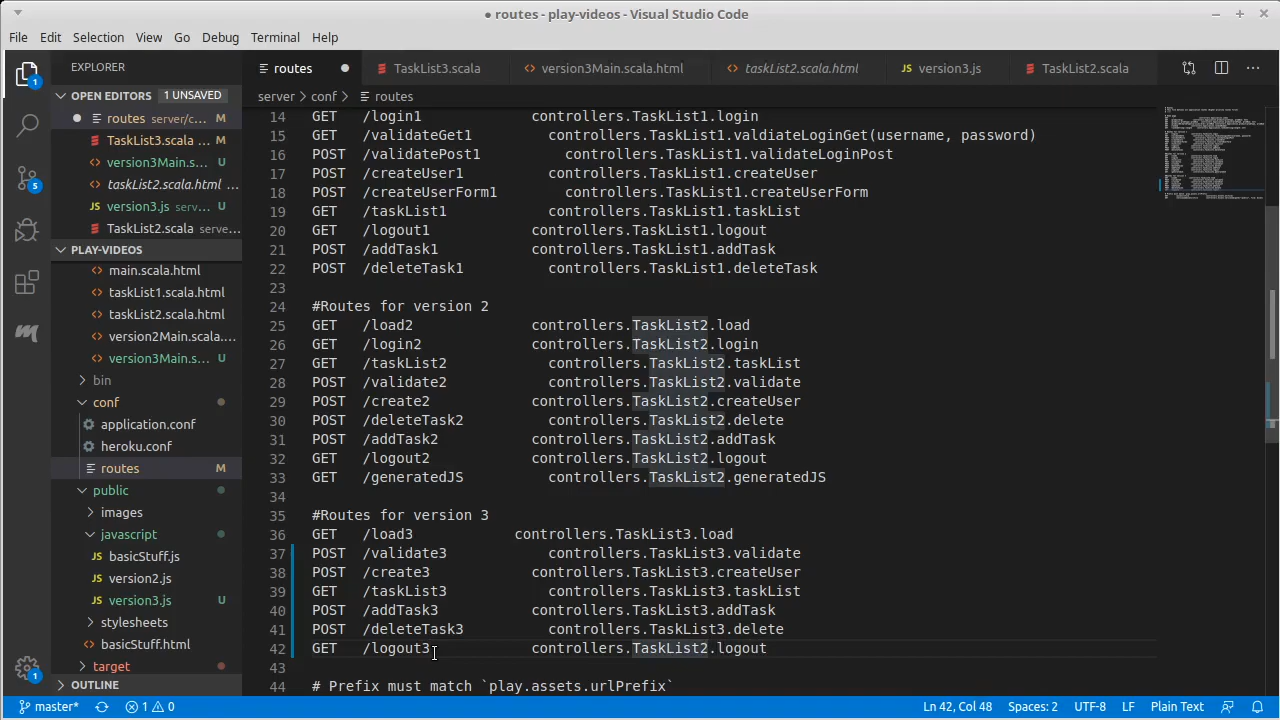 ● routes - play-videos - Visual Studio Code
File Edit Selection View Go Debug Terminal Help
EXPLORER
OPEN EDITORS 1 UNSAVED
routes server/c... M
TaskList3.scala ... M
version3Main.s... U
taskList2.scala.html ...
version3.js serv... U
TaskList2.scala serve...
PLAY-VIDEOS
main.scala.html
taskList1.scala.html
taskList2.scala.html
version2Main.scala....
version3Main.s... U
bin
conf
application.conf
heroku.conf
routes M
public
images
javascript
basicStuff.js
version2.js
version3.js U
stylesheets
basicStuff.html
target
OUTLINE
1
5
1
routes TaskList3.scala version3Main.scala.html taskList2.scala.html version3.js TaskList2.scala
server > conf > routes
14 GET /login1 controllers.TaskList1.login
15 GET /validateGet1 controllers.TaskList1.valdiateLoginGet(username, password)
16 POST /validatePost1 controllers.TaskList1.validateLoginPost
17 POST /createUser1 controllers.TaskList1.createUser
18 POST /createUserForm1 controllers.TaskList1.createUserForm
19 GET /taskList1 controllers.TaskList1.taskList
20 GET /logout1 controllers.TaskList1.logout
21 POST /addTask1 controllers.TaskList1.addTask
22 POST /deleteTask1 controllers.TaskList1.deleteTask
23
24 #Routes for version 2
25 GET /load2 controllers.TaskList2.load
26 GET /login2 controllers.TaskList2.login
27 GET /taskList2 controllers.TaskList2.taskList
28 POST /validate2 controllers.TaskList2.validate
29 POST /create2 controllers.TaskList2.createUser
30 POST /deleteTask2 controllers.TaskList2.delete
31 POST /addTask2 controllers.TaskList2.addTask
32 GET /logout2 controllers.TaskList2.logout
33 GET /generatedJS controllers.TaskList2.generatedJS
34
35 #Routes for version 3
36 GET /load3 controllers.TaskList3.load
37 POST /validate3 controllers.TaskList3.validate
38 POST /create3 controllers.TaskList3.createUser
39 GET /taskList3 controllers.TaskList3.taskList
40 POST /addTask3 controllers.TaskList3.addTask
41 POST /deleteTask3 controllers.TaskList3.delete
42 GET /logout3 controllers.TaskList2.logout
43
44 # Prefix must match `play.assets.urlPrefix`
master* 1 0 Ln 42, Col 48 Spaces: 2 UTF-8 LF Plain Text